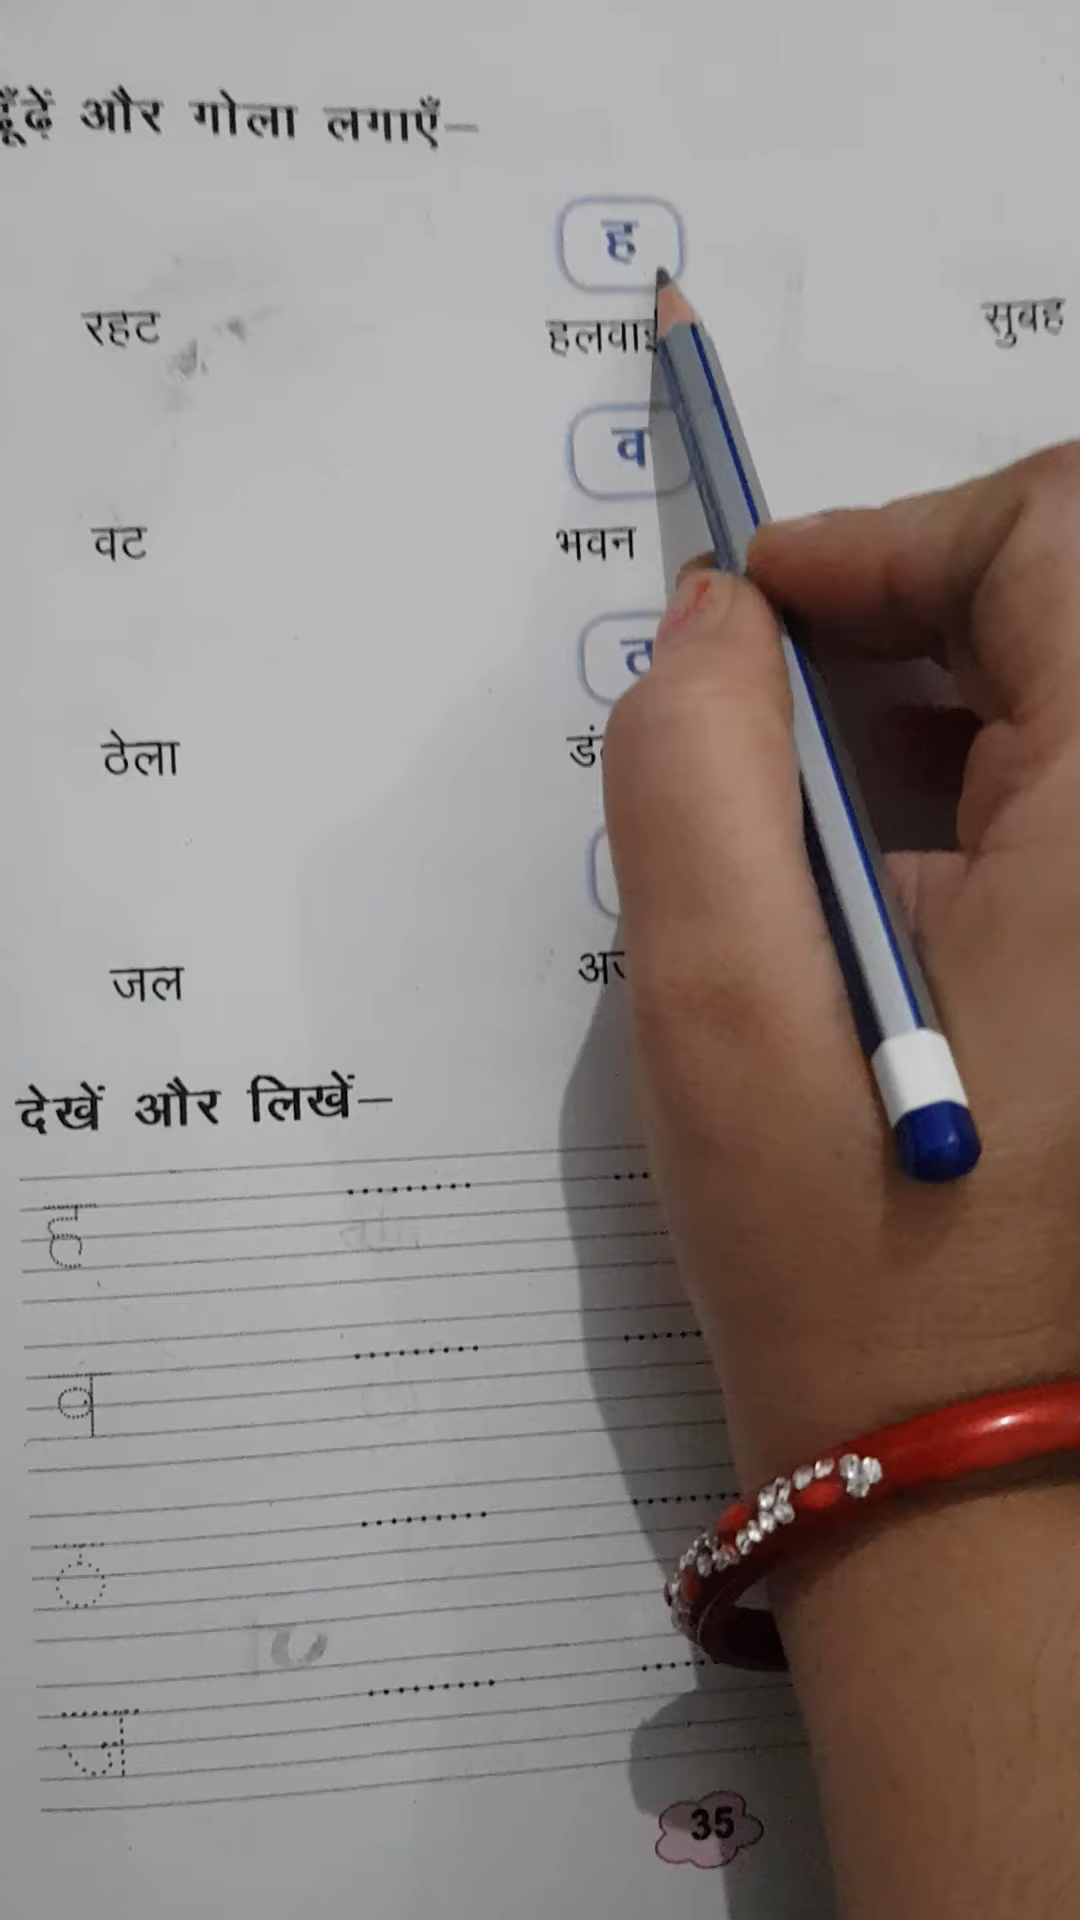 और गोला लगाएँ–
ह
रहट सुबह
व
वट भवन
ठेला
जल
देखें और लिखें–
ह
व
ठ
ज
35